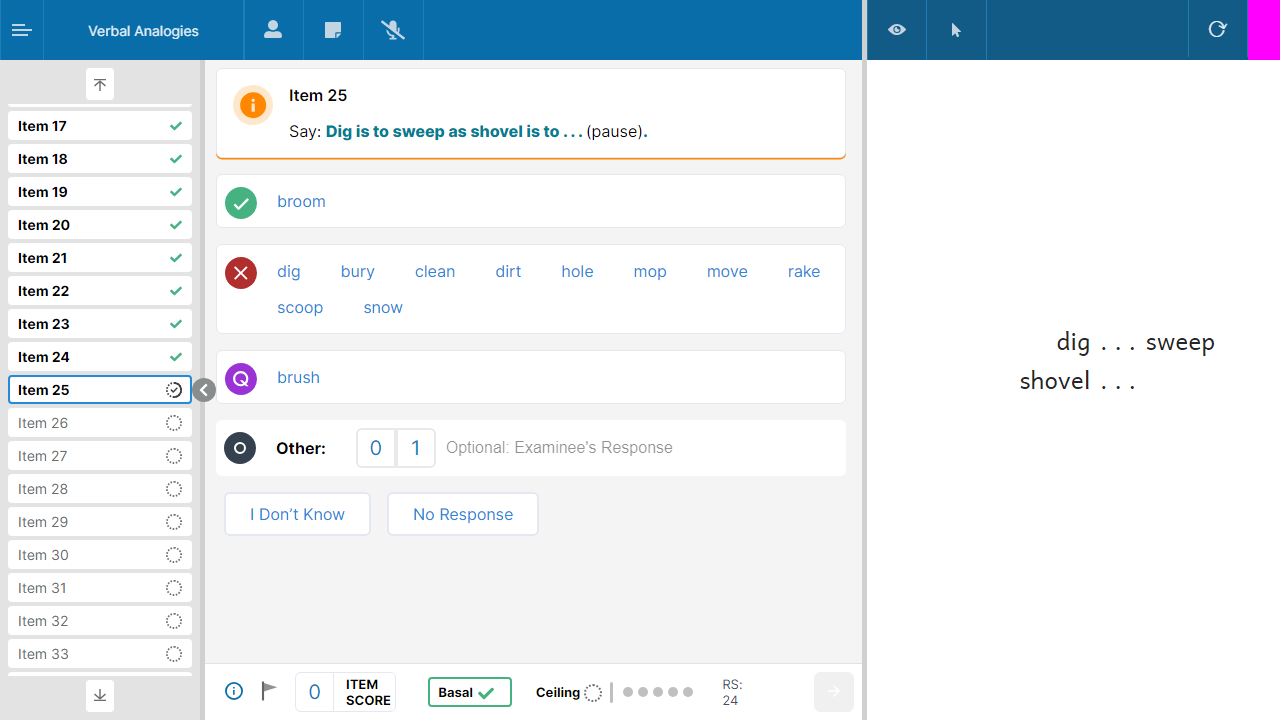 Verbal Analogies
Item 17
Item 18
Item 19
Item 20
Item 21
Item 22
Item 23
Item 24
Item 25
Item 26
Item 27
Item 28
Item 29
Item 30
Item 31
Item 32
Item 33
Item 25
Say: Dig is to sweep as shovel is to . . . (pause).
broom
dig bury clean dirt hole mop move rake
scoop snow
Q brush
Other: 0 1 Optional: Examinee's Response
I Don’t Know No Response
0 ITEM SCORE Basal Ceiling RS: 24
dig . . . sweep
shovel . . .